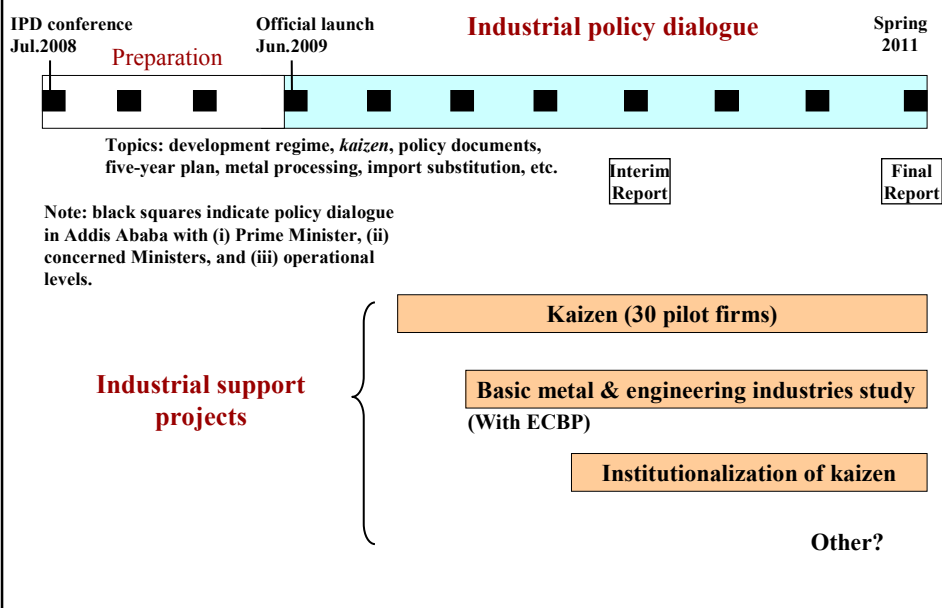 IPD conference
Jul.2008
Official launch
Jun.2009
Industrial policy dialogue
Spring
2011
Preparation
Topics: development regime, kaizen, policy documents,
five-year plan, metal processing, import substitution, etc.
Interim
Report
Final
Report
Note: black squares indicate policy dialogue
in Addis Ababa with (i) Prime Minister, (ii)
concerned Ministers, and (iii) operational
levels.
Kaizen (30 pilot firms)
Industrial support
projects
Basic metal & engineering industries study
(With ECBP)
Institutionalization of kaizen
Other?